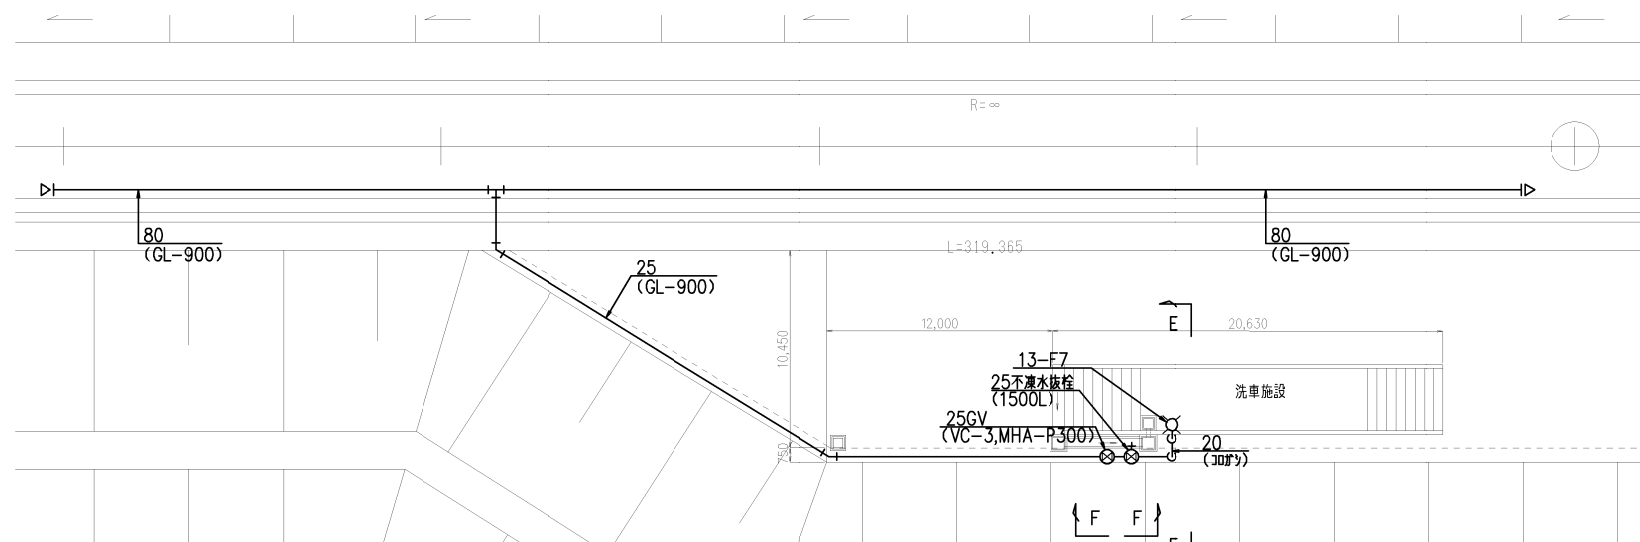 R=∞
80
(GL-900)
L=319.365
80
(GL-900)
25
(GL-900)
E
12,000
20,630
10,450
13-F7
25不凍水抜栓
(1500L)
洗車施設
25GV
(VC-3,MHA-P300)
20
(コロガシ)
750
F
F